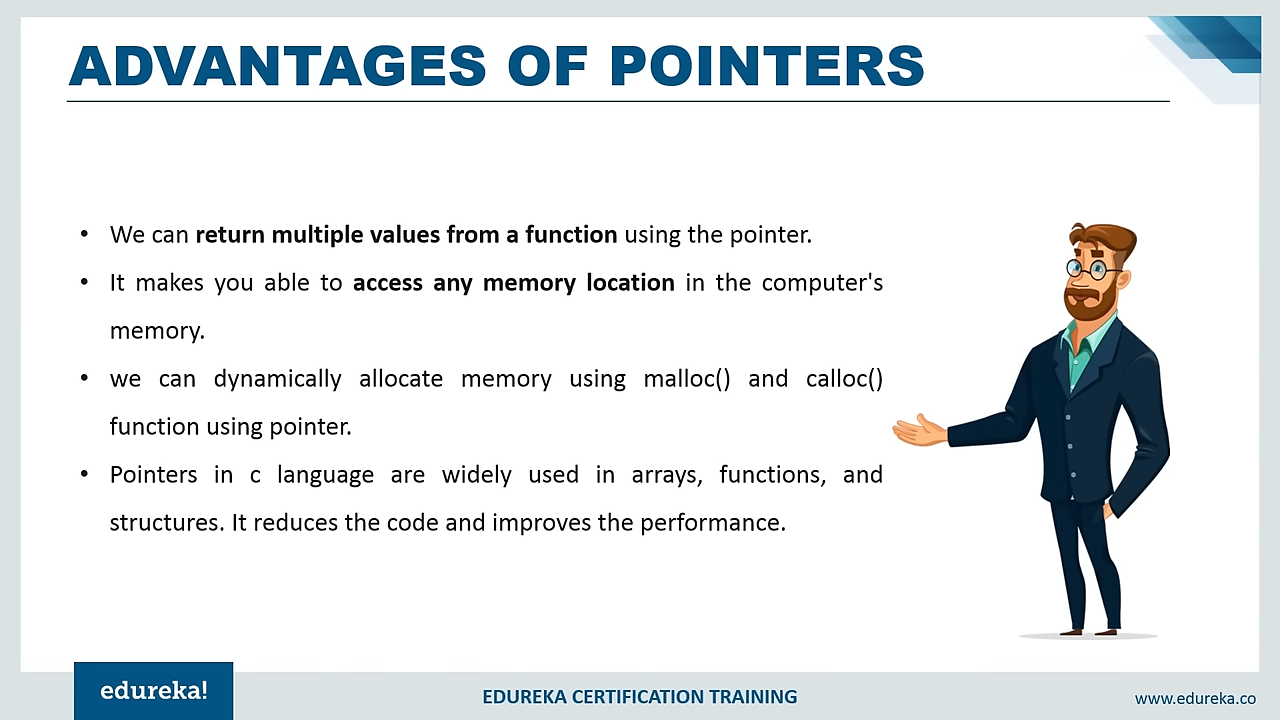 ADVANTAGES OF POINTERS
• We can return multiple values from a function using the pointer.
• It makes you able to access any memory location in the computer's
memory.
• we can dynamically allocate memory using malloc() and calloc()
function using pointer.
• Pointers in c language are widely used in arrays, functions, and
structures. It reduces the code and improves the performance.
edureka!
EDUREKA CERTIFICATION TRAINING
www.edureka.co